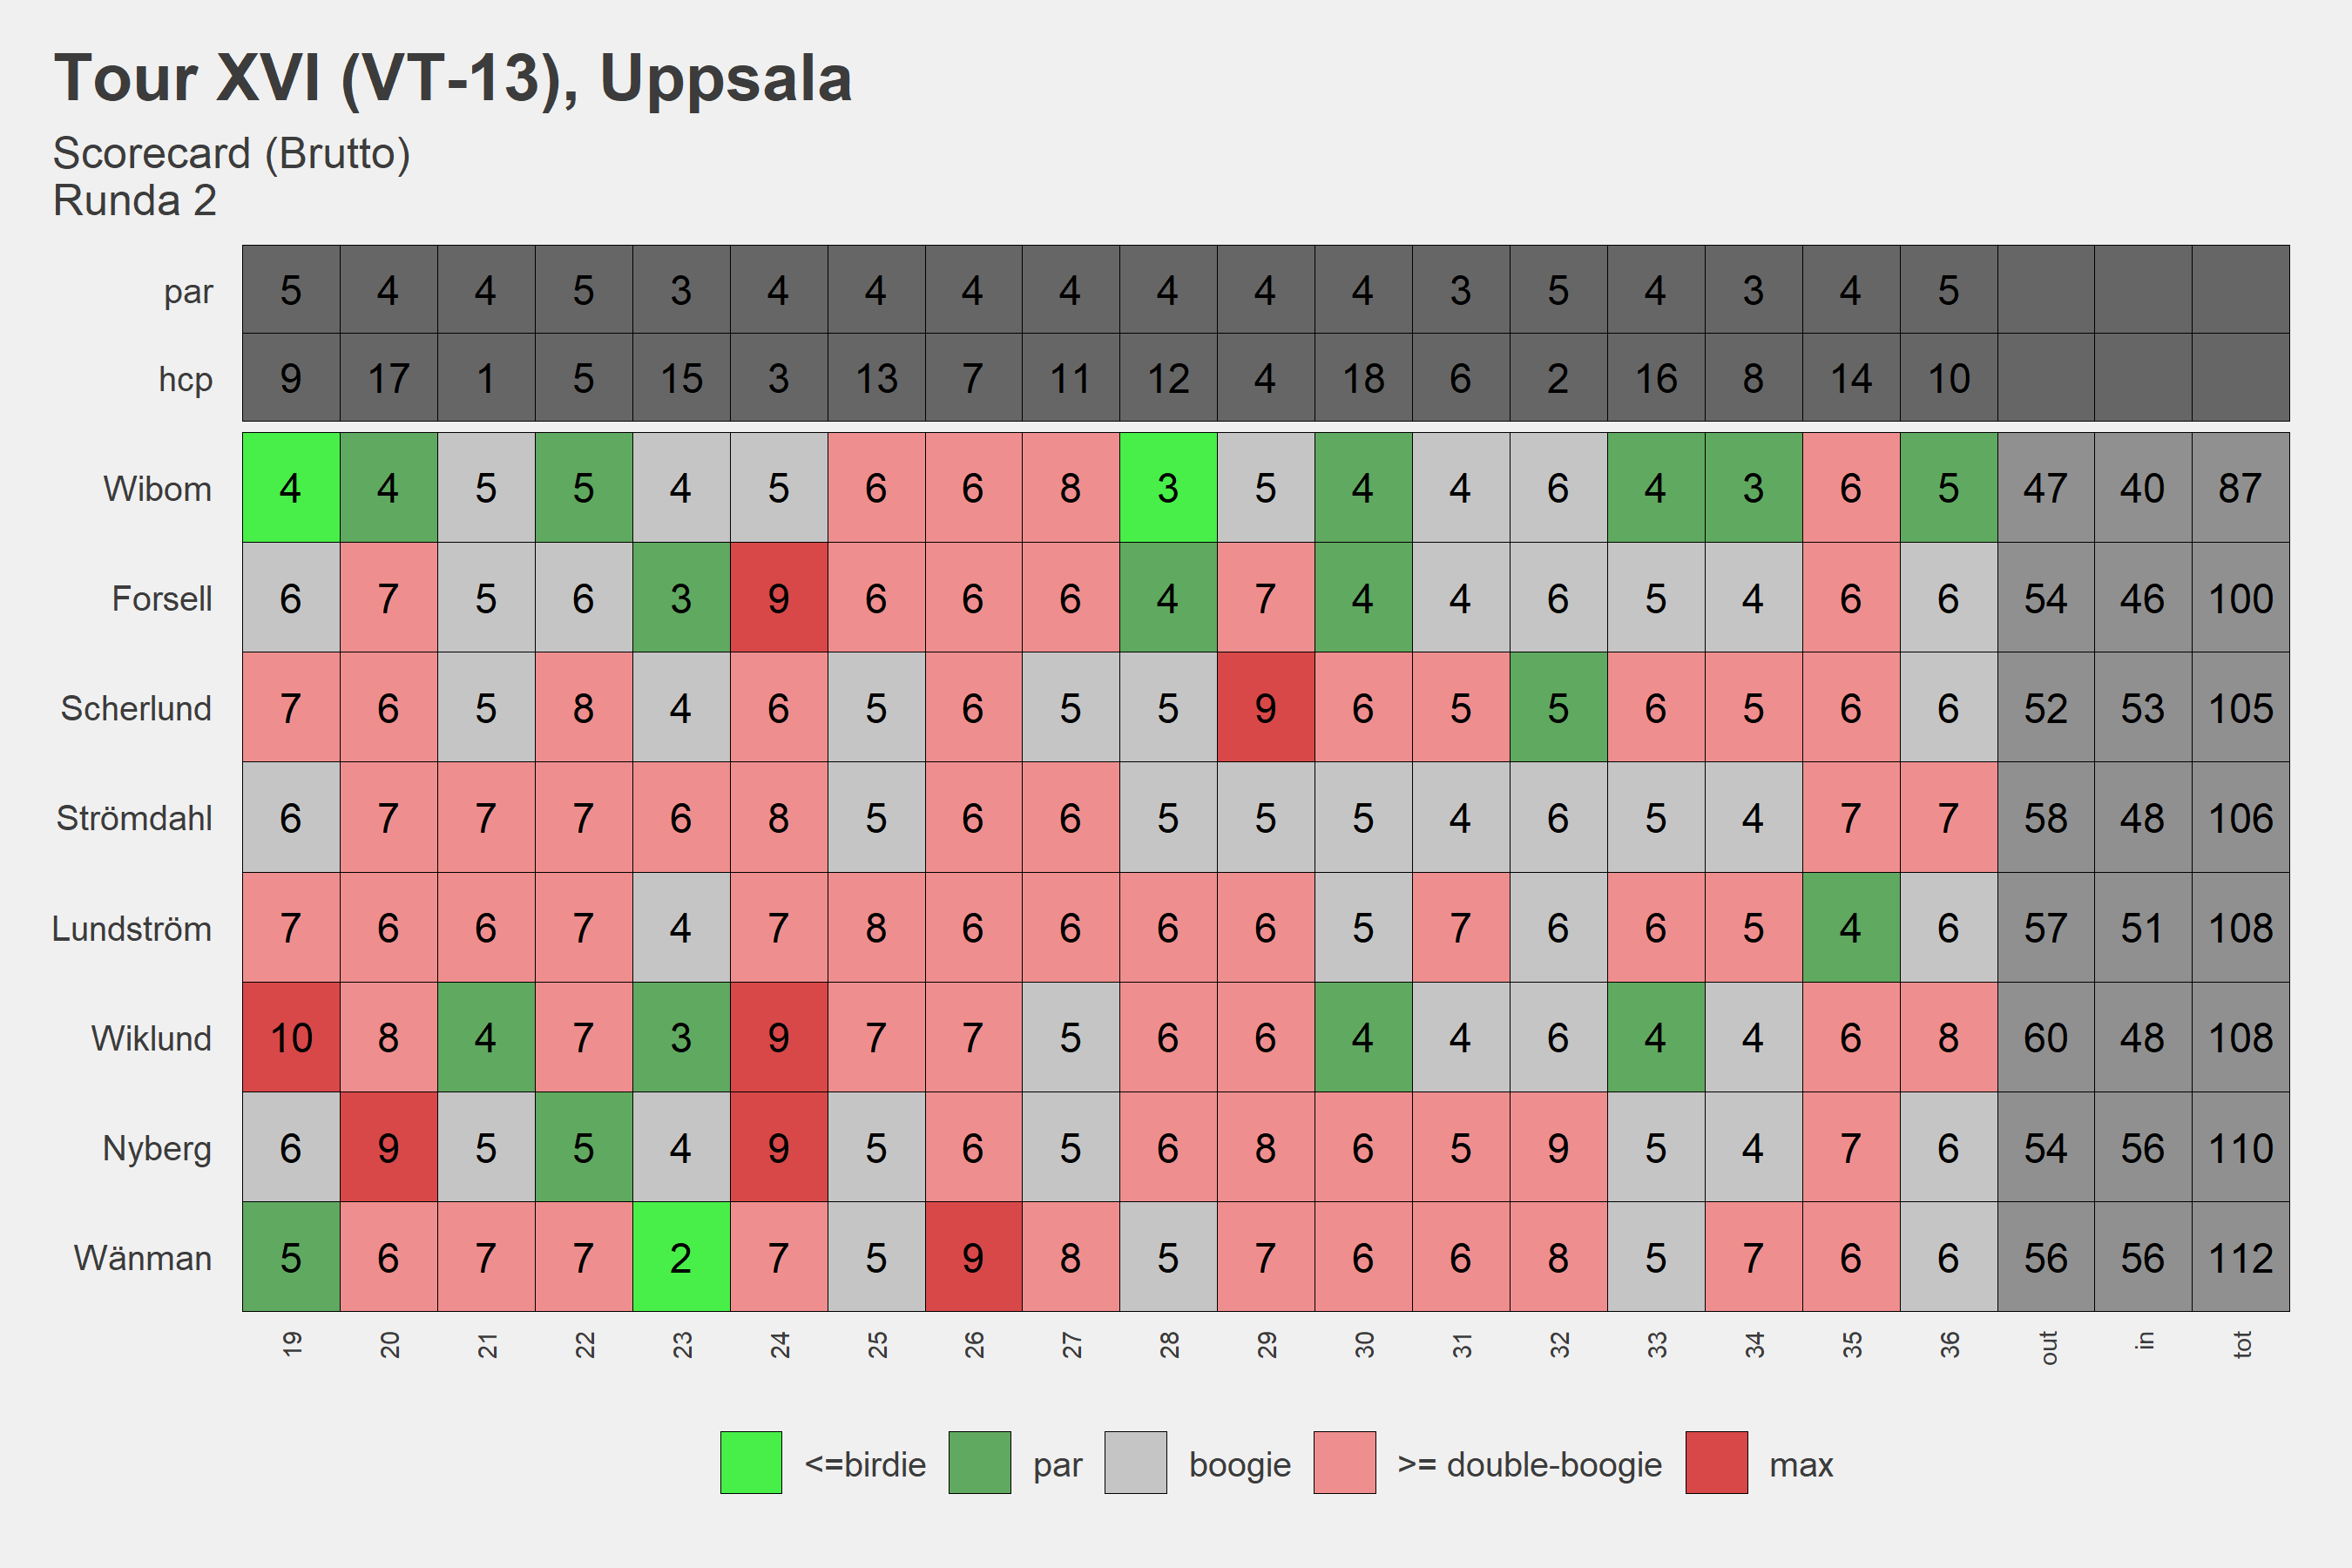 Tour XVI (VT-13), Uppsala
Scorecard (Brutto)
Runda 2
par 5 4 4 5 3 4 4 4 4 4 4 4 3 5 4 3 4 5
hcp 9 17 1 5 15 3 13 7 11 12 4 18 6 2 16 8 14 10
Wibom 4 4 5 5 4 5 6 6 8 3 5 4 4 6 4 3 6 5 47 40 87
Forsell 6 7 5 6 3 9 6 6 6 4 7 4 4 6 5 4 6 6 54 46 100
Scherlund 7 6 5 8 4 6 5 6 5 5 9 6 5 5 6 5 6 6 52 53 105
Strömdahl 6 7 7 7 6 8 5 6 6 5 5 5 4 6 5 4 7 7 58 48 106
Lundström 7 6 6 7 4 7 8 6 6 6 6 5 7 6 6 5 4 6 57 51 108
Wiklund 10 8 4 7 3 9 7 7 5 6 6 4 4 6 4 4 6 8 60 48 108
Nyberg 6 9 5 5 4 9 5 6 5 6 8 6 5 9 5 4 7 6 54 56 110
Wänman 5 6 7 7 2 7 5 9 8 5 7 6 6 8 5 7 6 6 56 56 112
19 20 21 22 23 24 25 26 27 28 29 30 31 32 33 34 35 36 out in tot
<=birdie par boogie >= double-boogie max